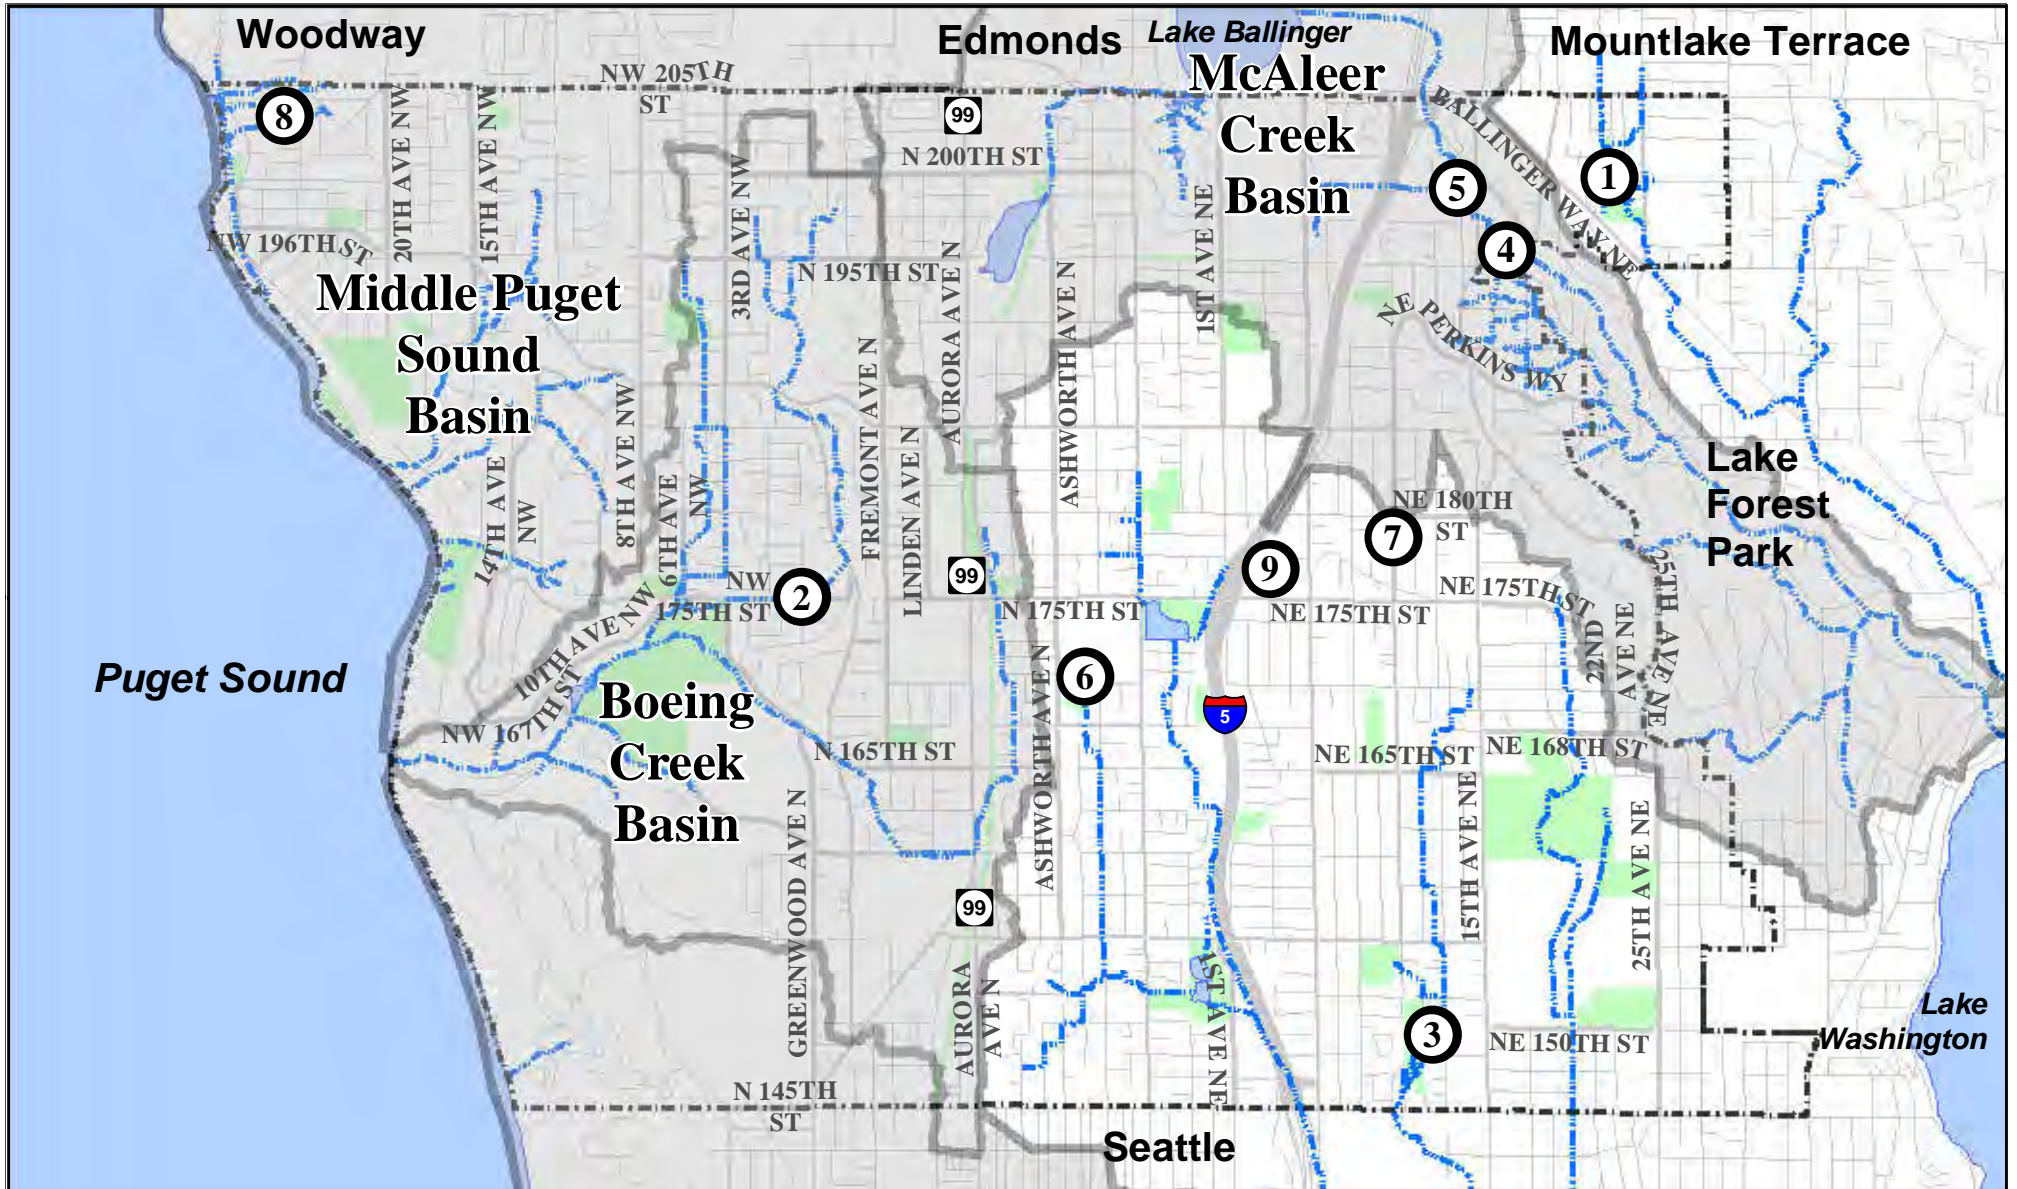 Woodway
Edmonds
Lake Ballinger
Mountlake Terrace
McAleer
Creek
Basin
NW 205TH
ST
8
99
N 200TH ST
20TH AVE NW
15TH AVE NW
3RD AVE NW
BALLINGER WAY NE
1
5
4
1ST AVE NE
NW 196TH ST
N 195TH ST
AURORA AVE N
ASHWORTH AVE N
Middle Puget
Sound
Basin
NE PERKINS WY
FREMONT AVE N
LINDEN AVE N
8TH AVE NW
14TH AVE
NW
6TH AVE
NW
Lake
Forest
Park
NE 180TH
ST
7
9
99
NW
175TH ST
2
N 175TH ST
NE 175TH ST
NE 175TH ST
22ND
AVE NE
25TH AVE NE
10TH AVE NW
Puget Sound
6
ASHWORTH AVE N
5
NW 167TH ST
Boeing
Creek
Basin
N 165TH ST
NE 165TH ST
NE 168TH ST
15TH AVE NE
25TH AVE NE
GREENWOOD AVE N
99
AURORA
AVE N
1ST AVE NE
3
NE 150TH ST
Lake
Washington
N 145TH
ST
Seattle